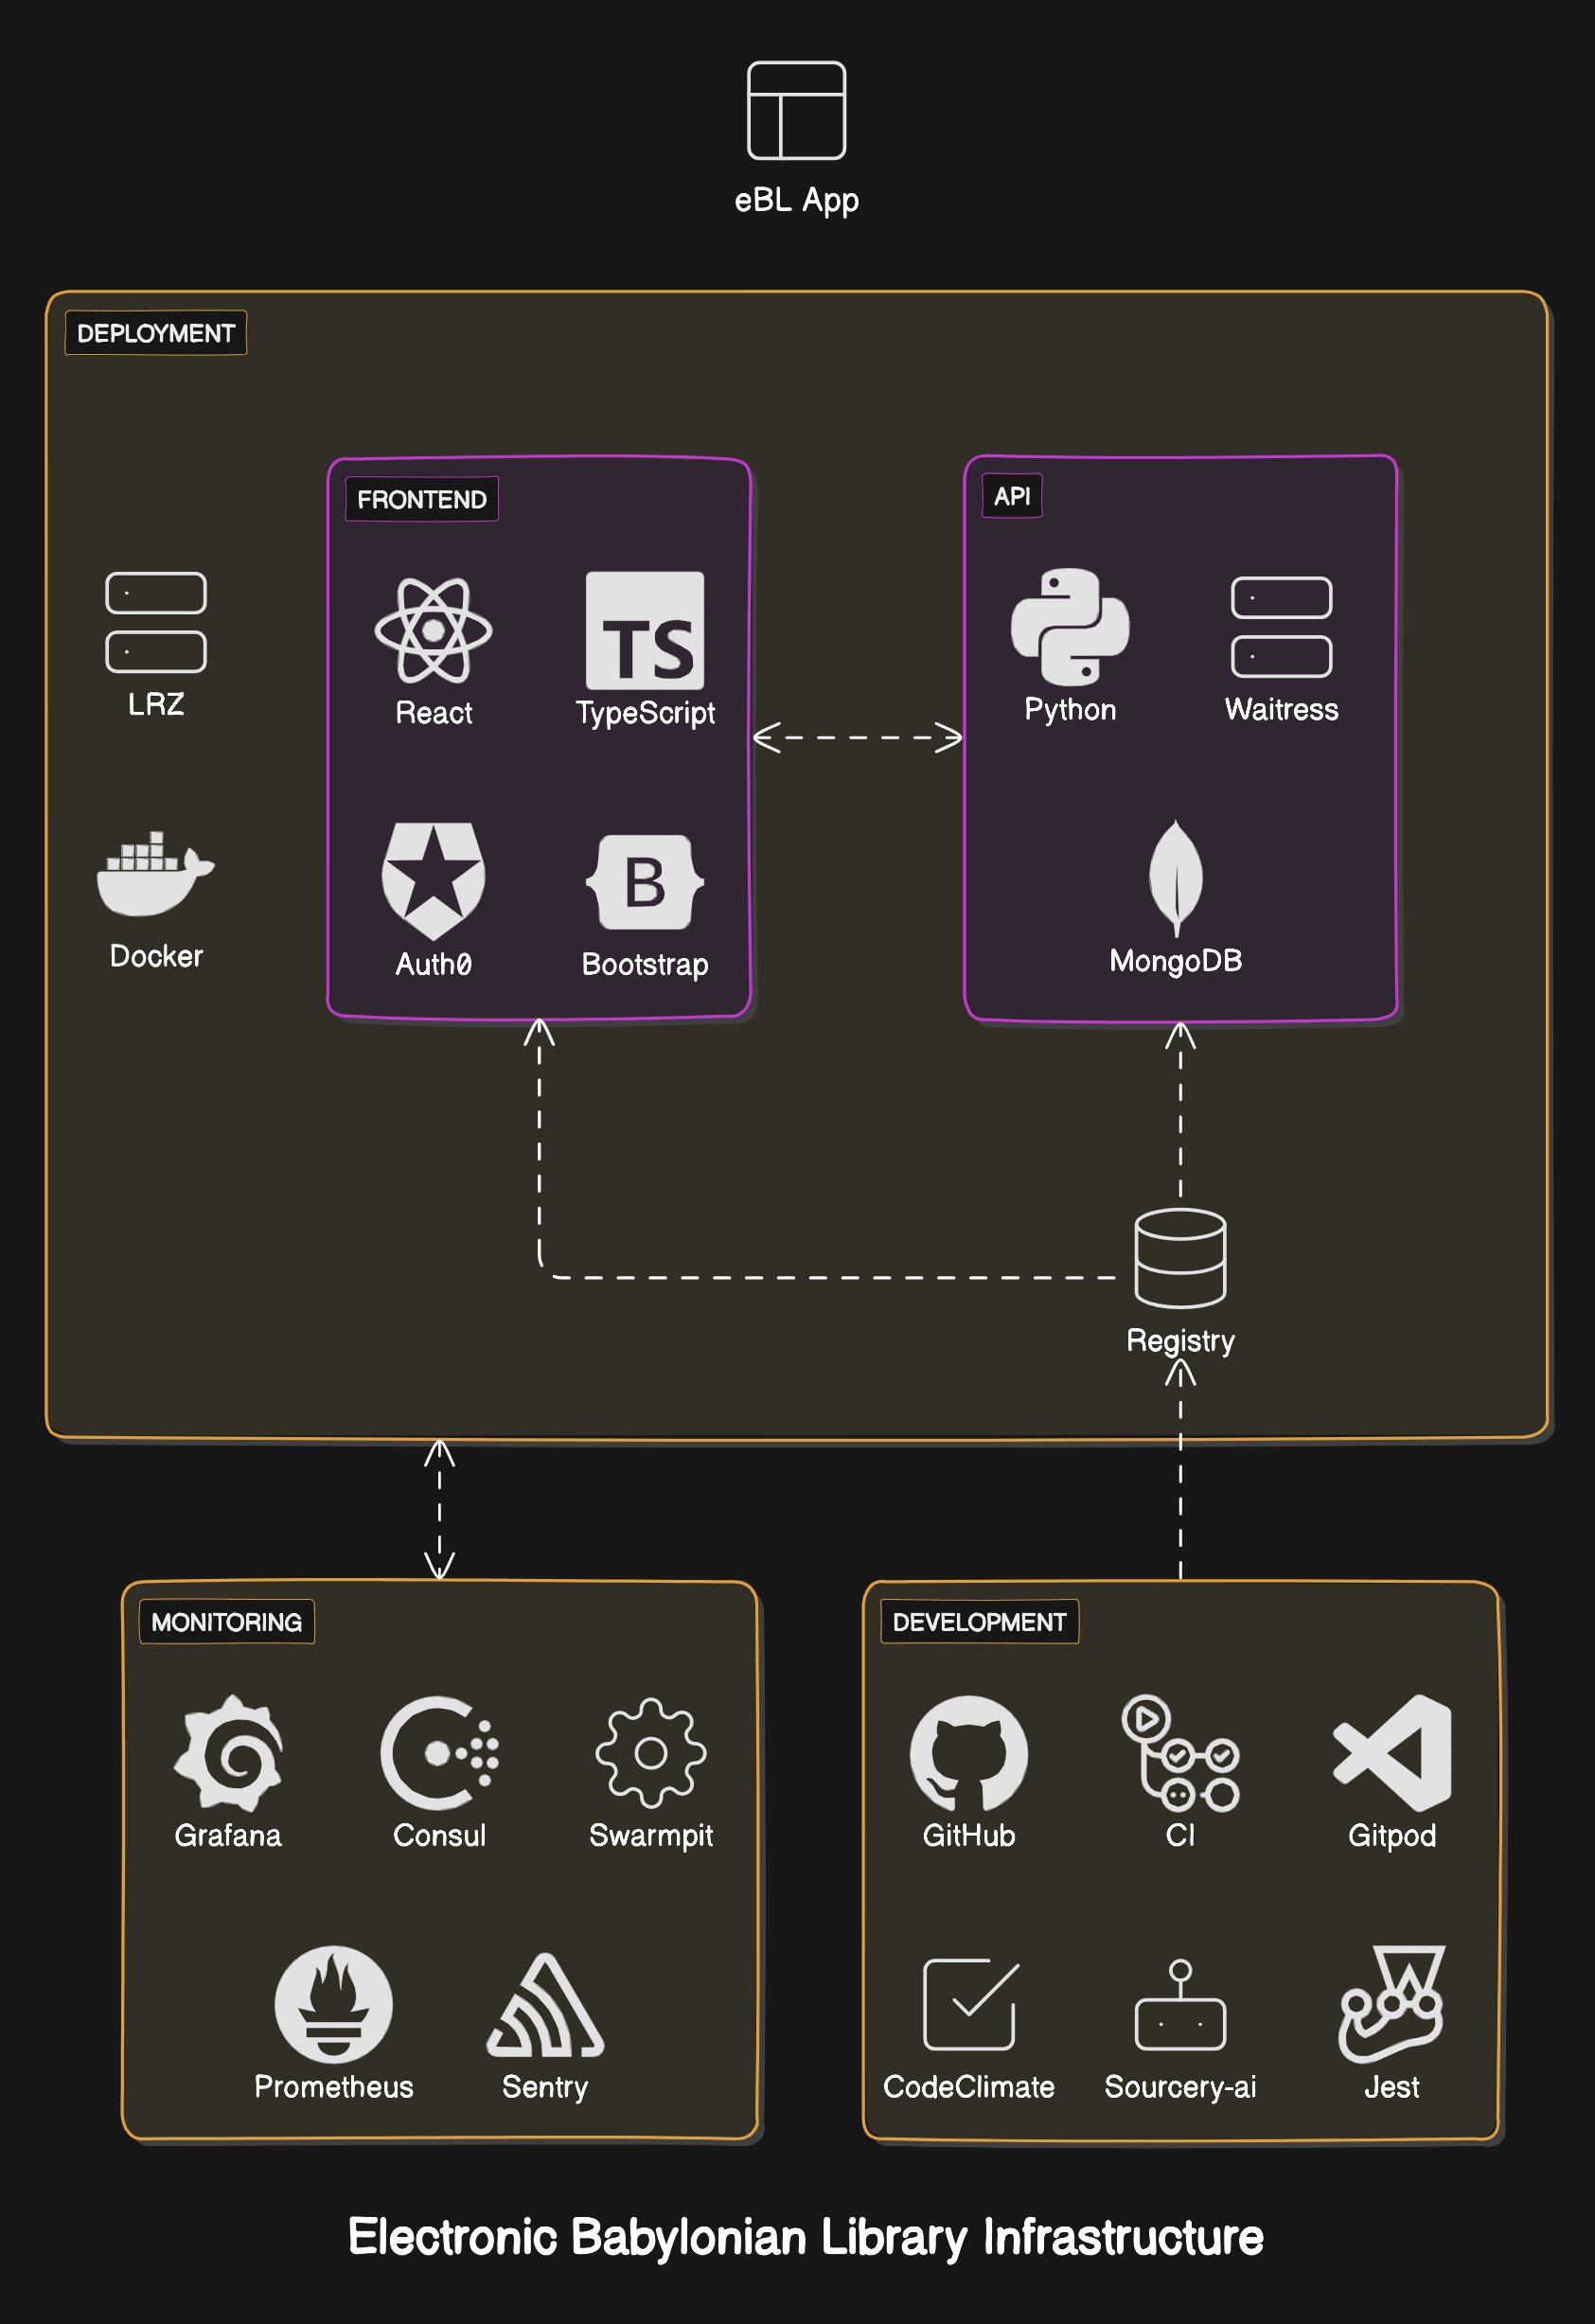 eBL App
DEPLOYMENT
FRONTEND
API
LRZ
React
TS
TypeScript
Python
Waitress
Docker
Auth0
B
Bootstrap
MongoDB
Registry
MONITORING
DEVELOPMENT
Grafana
Consul
Swarmpit
GitHub
CI
Gitpod
Prometheus
Sentry
CodeClimate
Sourcery-ai
Jest
Electronic Babylonian Library Infrastructure